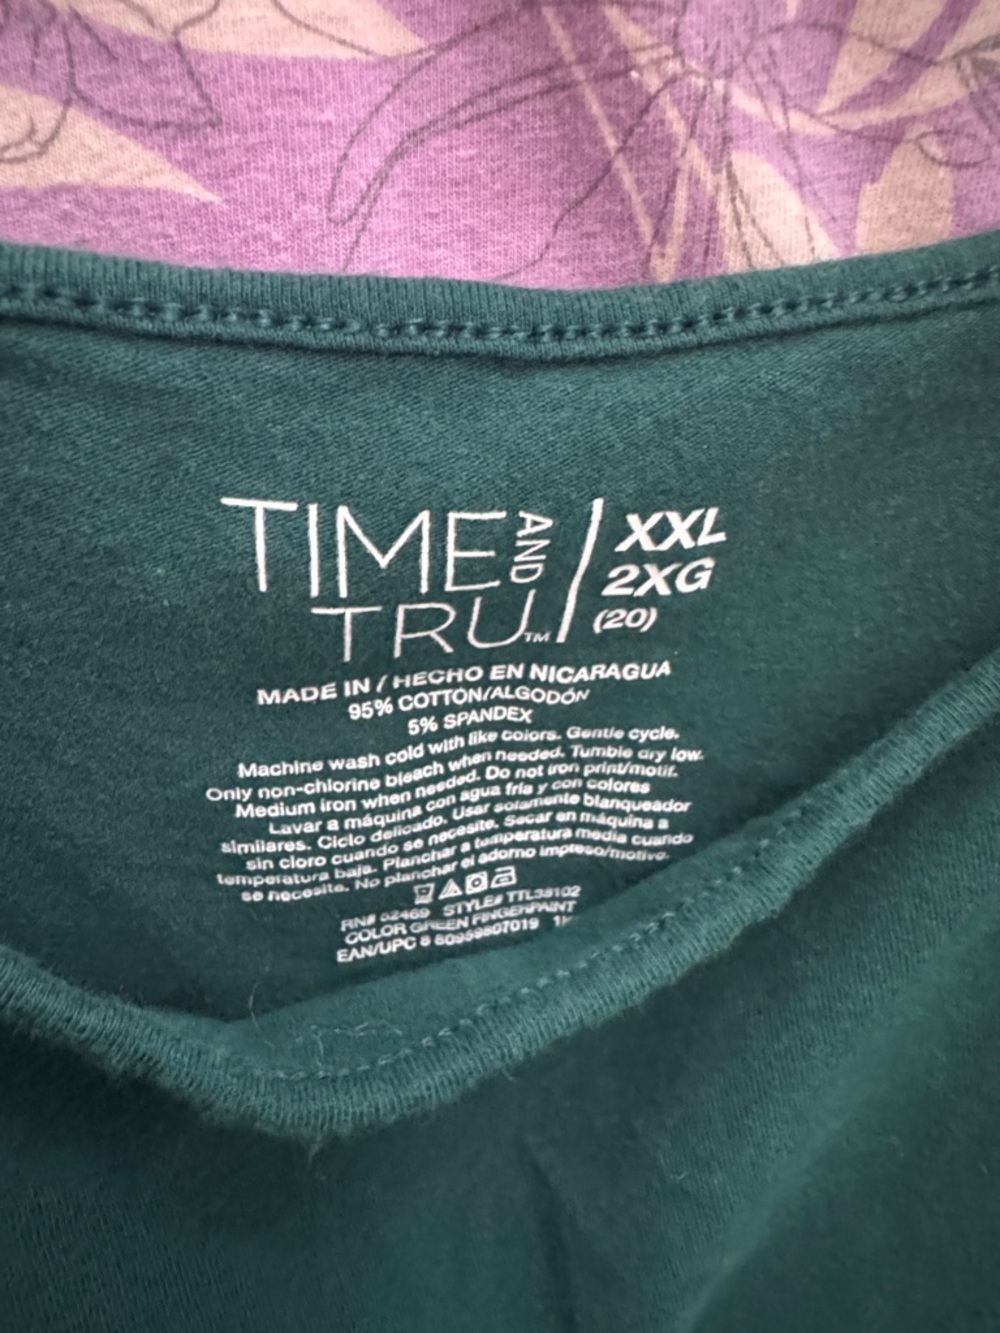 TIME AND TRU™ / XXL
2XG
(20)
MADE IN / HECHO EN NICARAGUA
95% COTTON/ALGODÓN
5% SPANDEX
Machine wash cold with like colors. Gentle cycle.
Only non-chlorine bleach when needed. Tumble dry low.
Medium iron when needed. Do not iron print/motif.
Lavar a máquina con agua fría y con colores
similares. Ciclo delicado. Usar solamente blanqueador
sin cloro cuando se necesite. Secar en máquina a
temperatura baja. Planchar a temperatura media cuando
se necesite. No planchar el adorno impreso/motivo.
RN# 52469 STYLE# TTL38102
COLOR GREEN FINGERPAINT
EAN/UPC